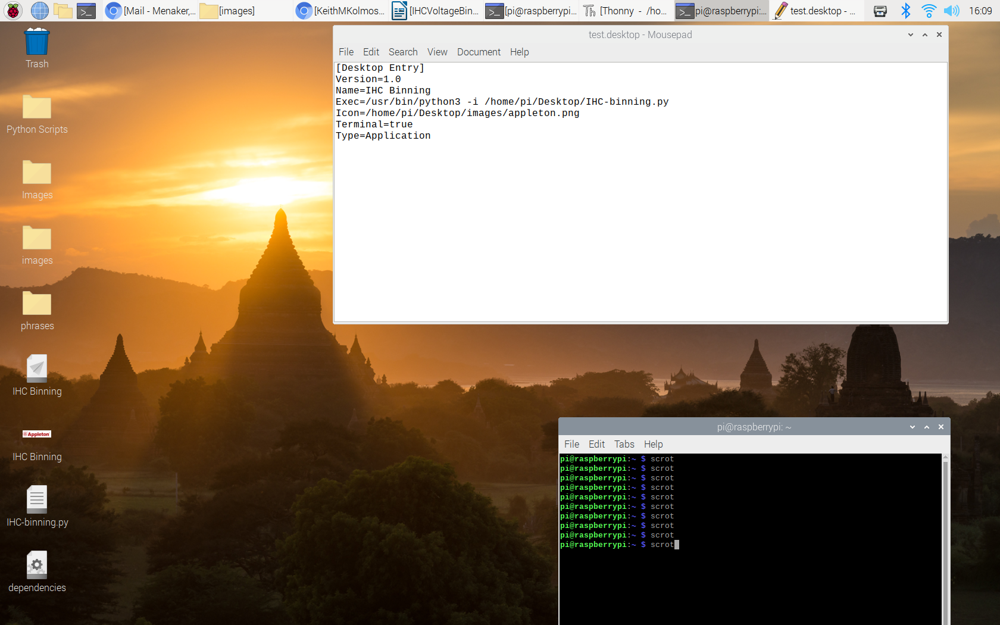 [Mail - Menaker,... [images] [KeithMKolmos... [IHCVoltageBin... [pi@raspberrypi... [Thonny - /ho... pi@raspberrypi:... test.desktop - ... 16:09
Trash
Python Scripts
Images
images
phrases
IHC Binning
Appleton
IHC Binning
IHC-binning.py
dependencies
test.desktop - Mousepad
File Edit Search View Document Help
[Desktop Entry]
Version=1.0
Name=IHC Binning
Exec=/usr/bin/python3 -i /home/pi/Desktop/IHC-binning.py
Icon=/home/pi/Desktop/images/appleton.png
Terminal=true
Type=Application
pi@raspberrypi: ~
File Edit Tabs Help
pi@raspberrypi:~ $ scrot
pi@raspberrypi:~ $ scrot
pi@raspberrypi:~ $ scrot
pi@raspberrypi:~ $ scrot
pi@raspberrypi:~ $ scrot
pi@raspberrypi:~ $ scrot
pi@raspberrypi:~ $ scrot
pi@raspberrypi:~ $ scrot
pi@raspberrypi:~ $ scrot
pi@raspberrypi:~ $ scrot